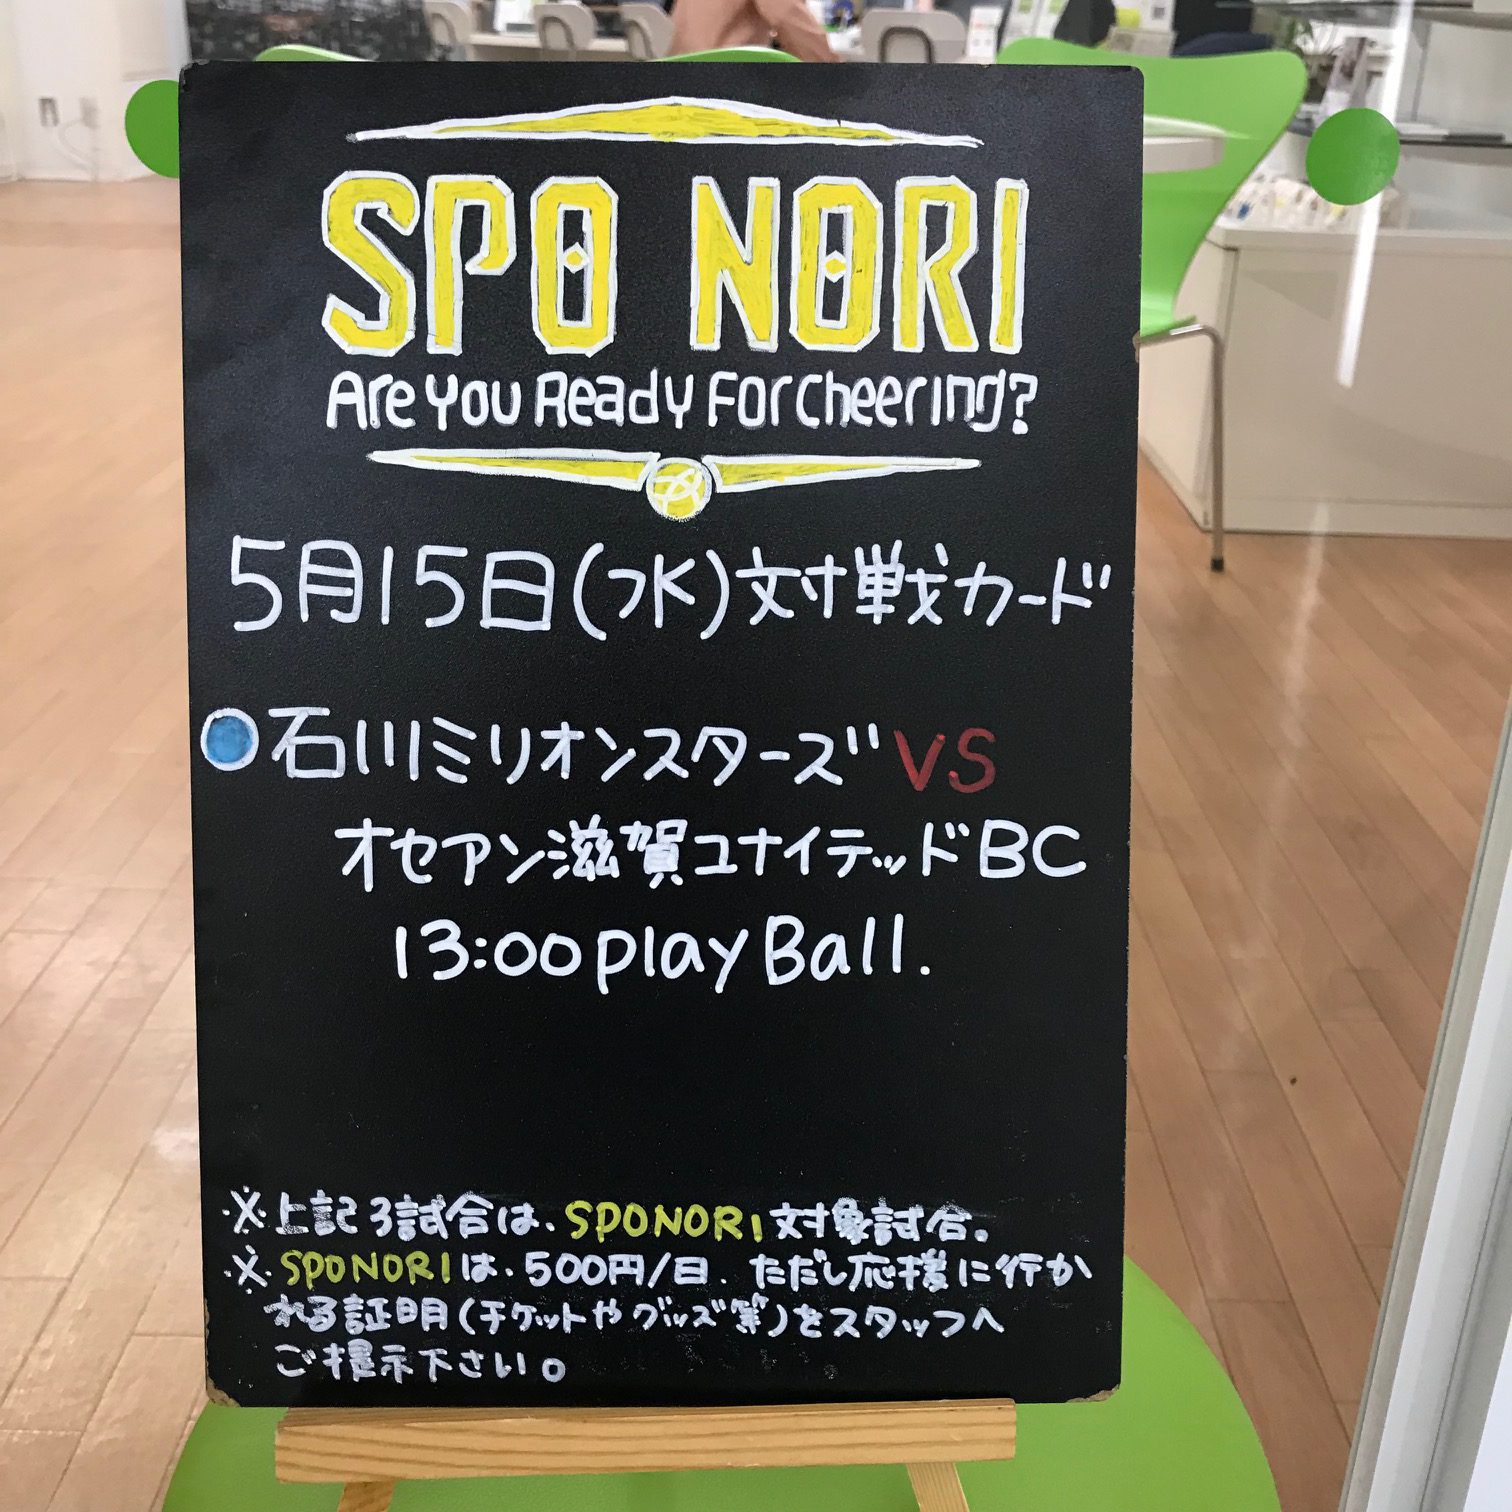 SPO NORI
Are You Ready For cheering?
5月15日(水)対戦カード
石川ミリオンスターズ VS
オセアン滋賀ユナイテッドBC
13:00 play Ball.
※上記3試合は、SPONORI対象試合。
※SPONORIは、500円/日、ただし応援に行か
れる証明(チケットやグッズ等)をスタッフへ
ご提示下さい。